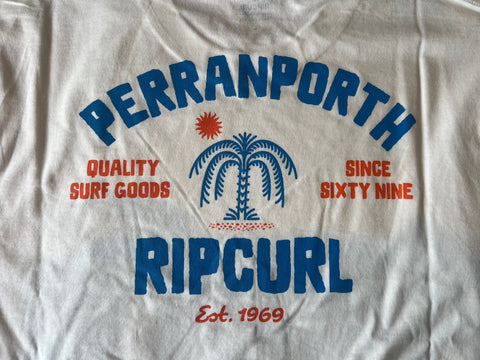 PERRANPORTH
QUALITY
SURF GOODS
SINCE
SIXTY NINE
RIPCURL
Est. 1969